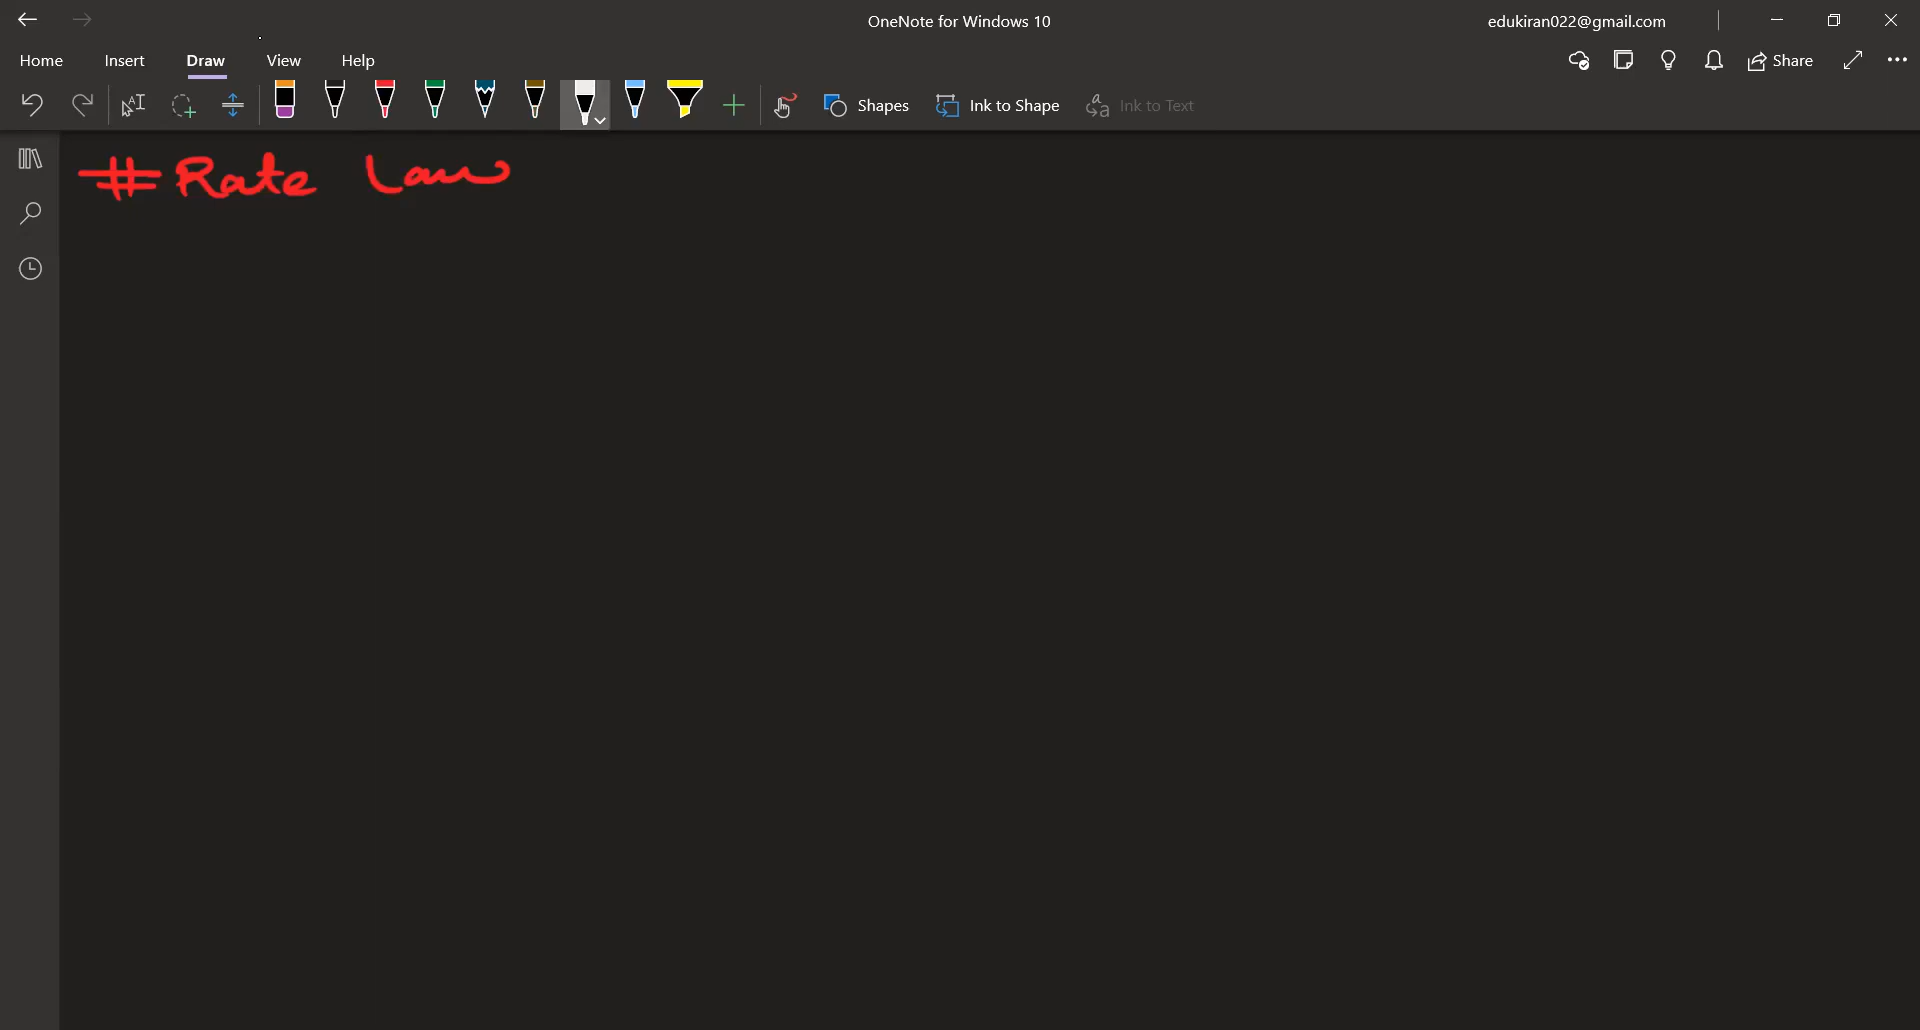 OneNote for Windows 10
edukiran022@gmail.com
Home Insert Draw View Help
Share
Shapes Ink to Shape Ink to Text
# Rate Law